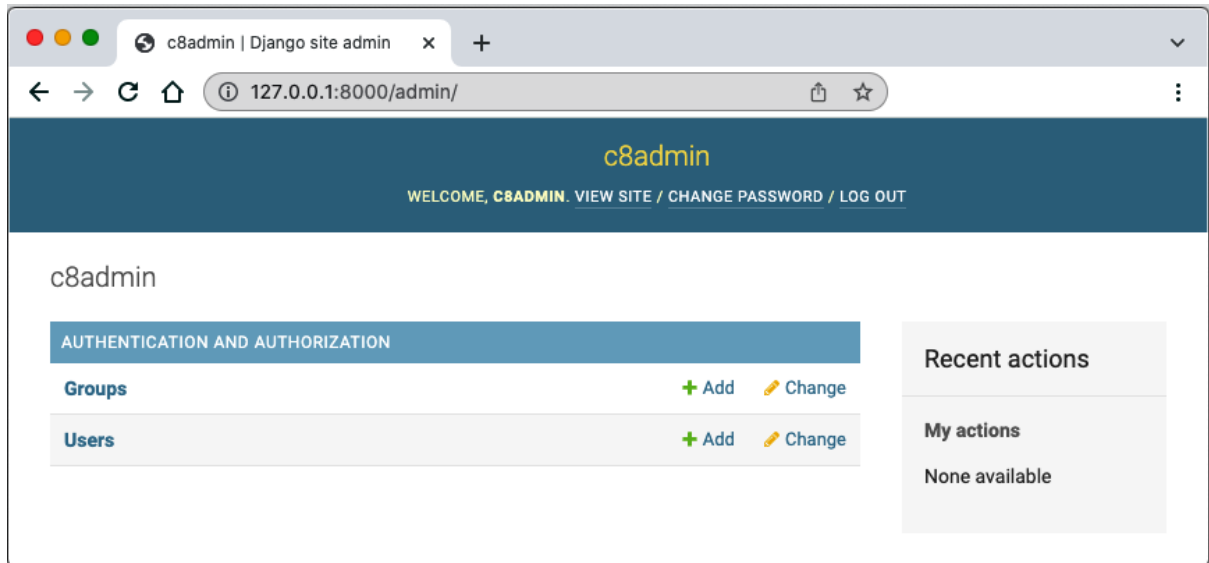 c8admin | Django site admin
127.0.0.1:8000/admin/
c8admin
WELCOME, C8ADMIN. VIEW SITE / CHANGE PASSWORD / LOG OUT
c8admin
AUTHENTICATION AND AUTHORIZATION
Groups Add Change
Users Add Change
Recent actions
My actions
None available